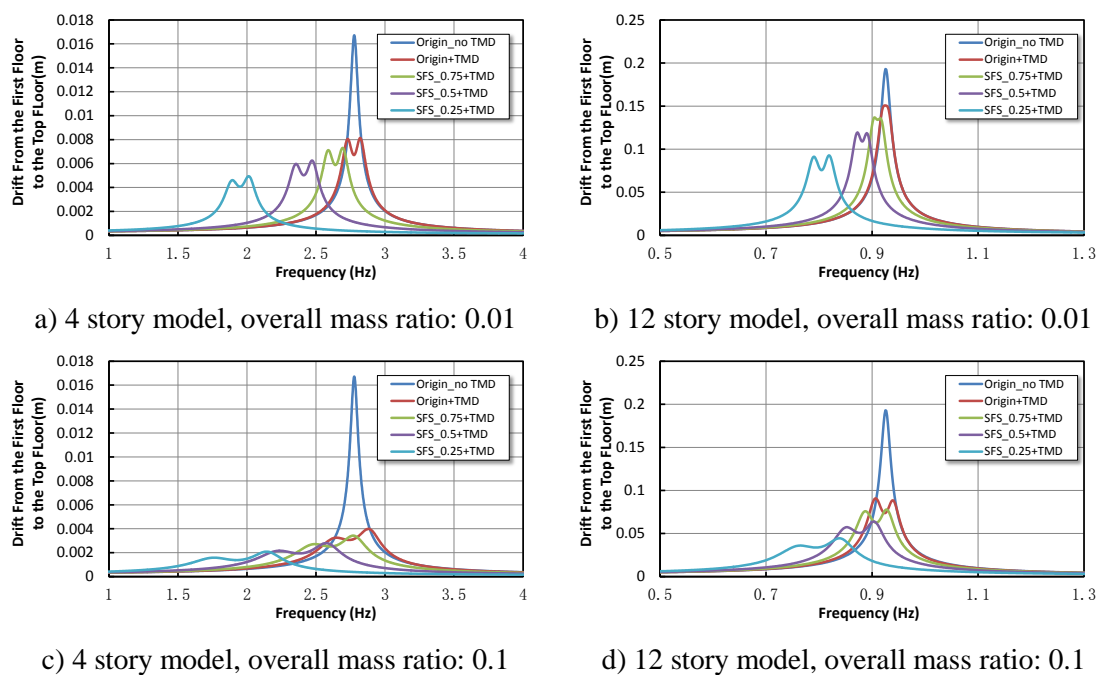 Drift From the First Floor
to the Top FLoor(m)
0.018
0.016
0.014
0.012
0.01
0.008
0.006
0.004
0.002
0
1
1.5
2
2.5
3
3.5
4
Frequency (Hz)
Origin_no TMD
Origin+TMD
SFS_0.75+TMD
SFS_0.5+TMD
SFS_0.25+TMD
a) 4 story model, overall mass ratio: 0.01
Drift From the First Floor
to the Top FLoor(m)
0.25
0.2
0.15
0.1
0.05
0
0.5
0.7
0.9
1.1
1.3
Frequency (Hz)
Origin_no TMD
Origin+TMD
SFS_0.75+TMD
SFS_0.5+TMD
SFS_0.25+TMD
b) 12 story model, overall mass ratio: 0.01
Drift From the First Floor
to the Top FLoor(m)
0.018
0.016
0.014
0.012
0.01
0.008
0.006
0.004
0.002
0
1
1.5
2
2.5
3
3.5
4
Frequency (Hz)
Origin_no TMD
Origin+TMD
SFS_0.75+TMD
SFS_0.5+TMD
SFS_0.25+TMD
c) 4 story model, overall mass ratio: 0.1
Drift From the First Floor
to the Top FLoor(m)
0.25
0.2
0.15
0.1
0.05
0
0.5
0.7
0.9
1.1
1.3
Frequency (Hz)
Origin_no TMD
Origin+TMD
SFS_0.75+TMD
SFS_0.5+TMD
SFS_0.25+TMD
d) 12 story model, overall mass ratio: 0.1